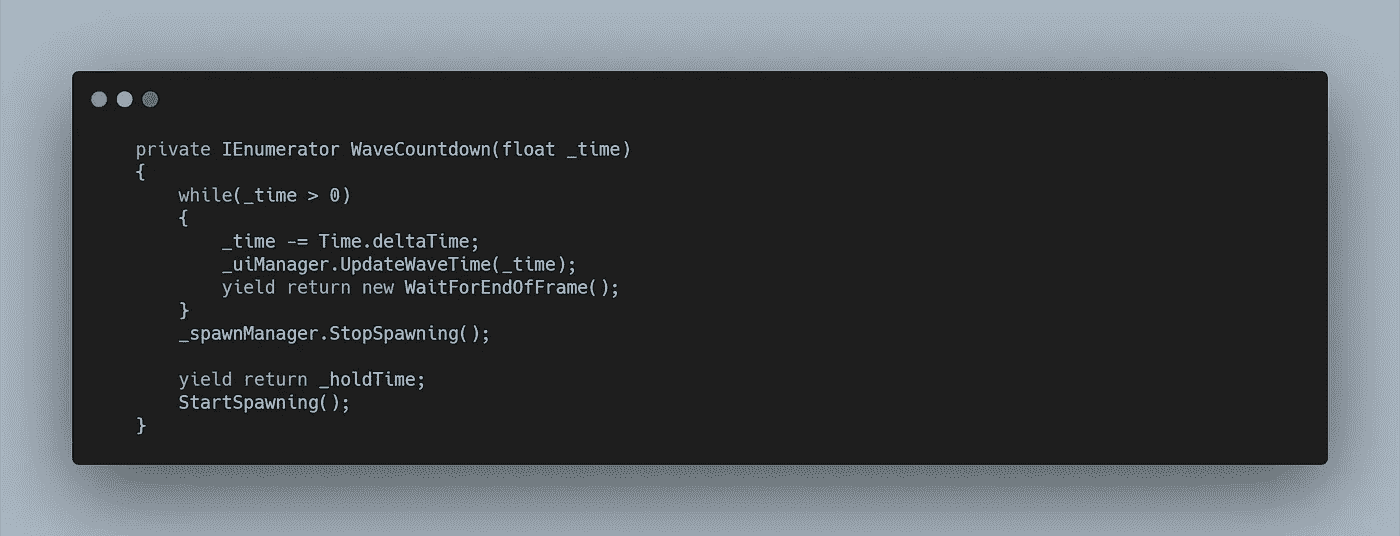 private IEnumerator WaveCountdown(float _time)
{
    while(_time > 0)
    {
        _time -= Time.deltaTime;
        _uiManager.UpdateWaveTime(_time);
        yield return new WaitForEndOfFrame();
    }
    _spawnManager.StopSpawning();

    yield return _holdTime;
    StartSpawning();
}